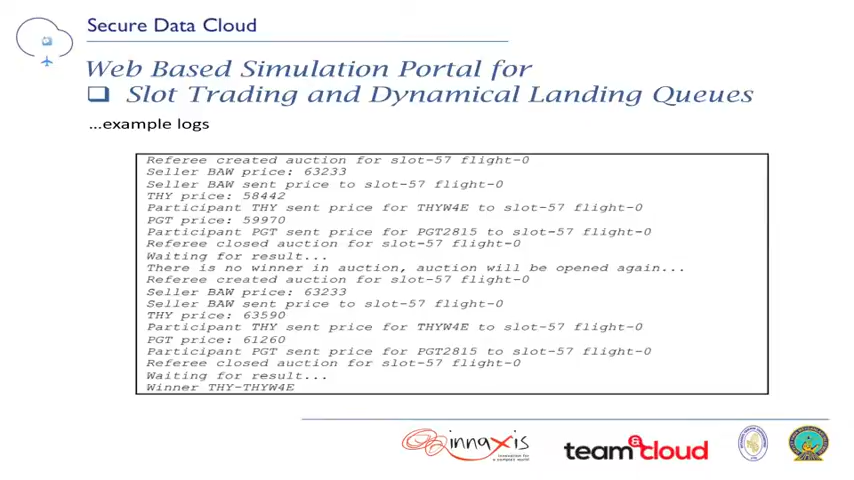 Secure Data Cloud
Web Based Simulation Portal for
❑ Slot Trading and Dynamical Landing Queues
...example logs
Referee created auction for slot-57 flight-0
Seller BAW price: 63233
Seller BAW sent price to slot-57 flight-0
THY price: 58442
Participant THY sent price for THYW4E to slot-57 flight-0
PGT price: 59970
Participant PGT sent price for PGT2815 to slot-57 flight-0
Referee closed auction for slot-57 flight-0
Waiting for result...
There is no winner in auction, auction will be opened again...
Referee created auction for slot-57 flight-0
Seller BAW price: 63233
Seller BAW sent price to slot-57 flight-0
THY price: 63590
Participant THY sent price for THYW4E to slot-57 flight-0
PGT price: 61260
Participant PGT sent price for PGT2815 to slot-57 flight-0
Referee closed auction for slot-57 flight-0
Waiting for result...
Winner THY-THYW4E
innaxis
innovation for
a complex world
team&cloud